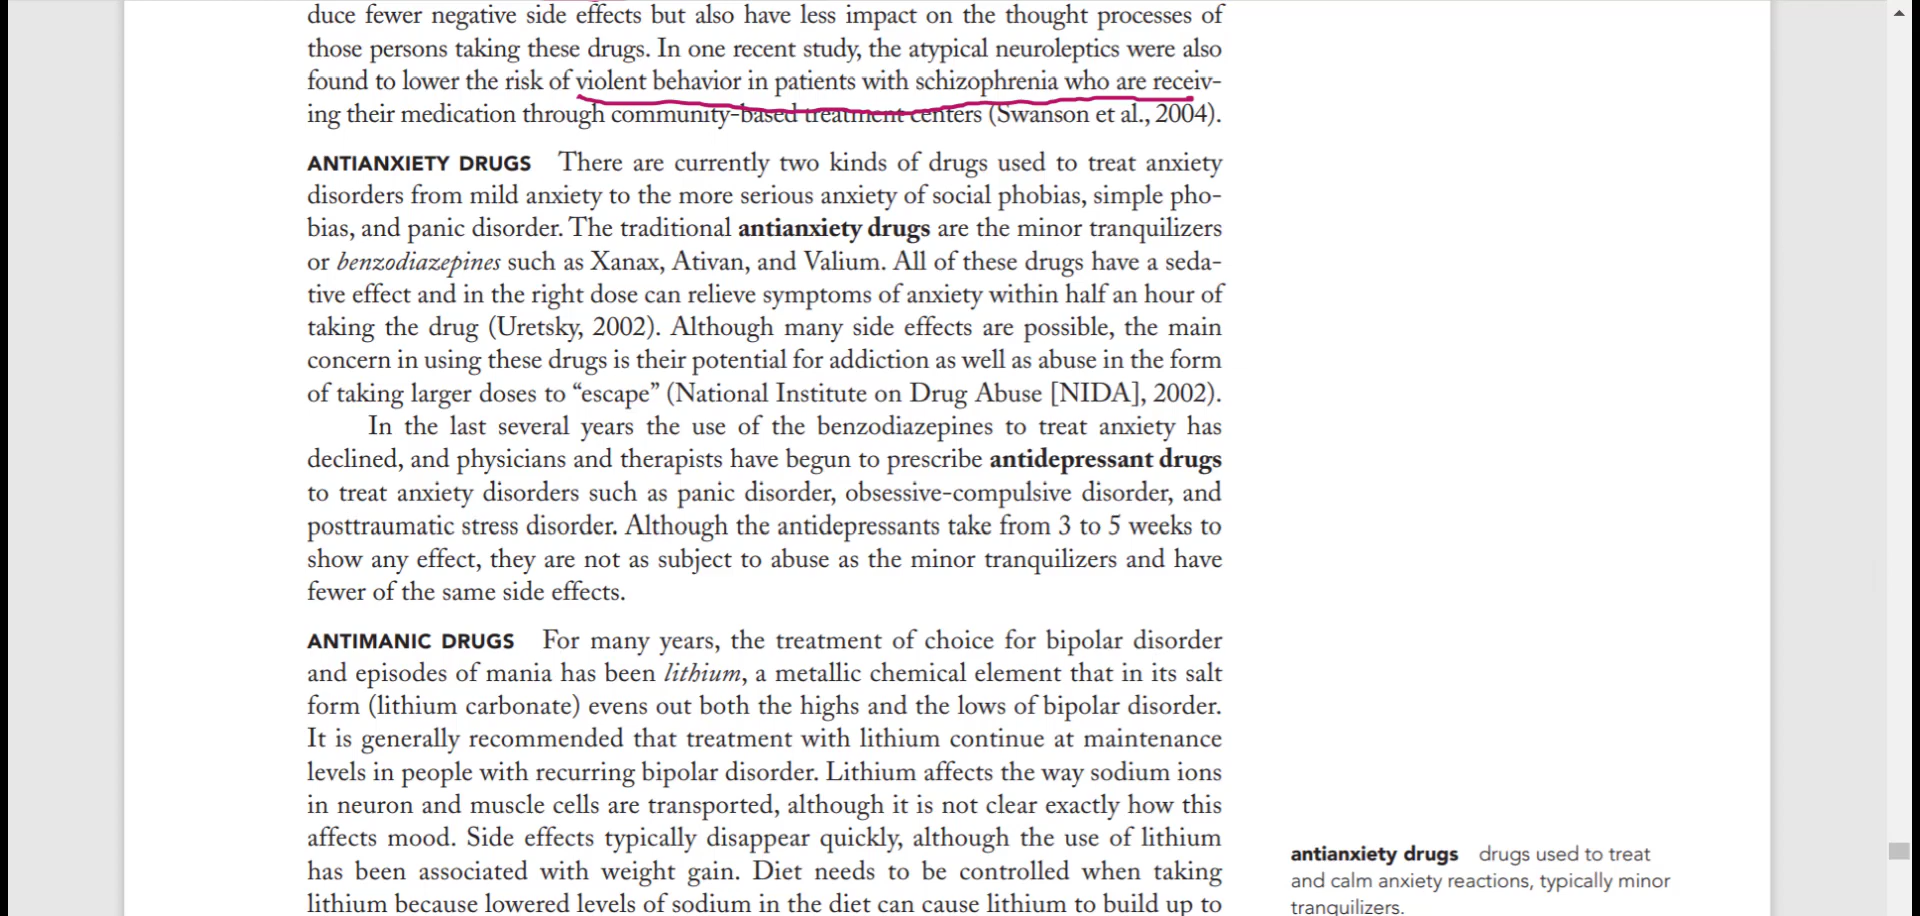 duce fewer negative side effects but also have less impact on the thought processes of
those persons taking these drugs. In one recent study, the atypical neuroleptics were also
found to lower the risk of violent behavior in patients with schizophrenia who are receiv-
ing their medication through community-based treatment centers (Swanson et al., 2004).
ANTIANXIETY DRUGS There are currently two kinds of drugs used to treat anxiety
disorders from mild anxiety to the more serious anxiety of social phobias, simple pho-
bias, and panic disorder. The traditional antianxiety drugs are the minor tranquilizers
or benzodiazepines such as Xanax, Ativan, and Valium. All of these drugs have a seda-
tive effect and in the right dose can relieve symptoms of anxiety within half an hour of
taking the drug (Uretsky, 2002). Although many side effects are possible, the main
concern in using these drugs is their potential for addiction as well as abuse in the form
of taking larger doses to “escape” (National Institute on Drug Abuse [NIDA], 2002).
In the last several years the use of the benzodiazepines to treat anxiety has
declined, and physicians and therapists have begun to prescribe antidepressant drugs
to treat anxiety disorders such as panic disorder, obsessive-compulsive disorder, and
posttraumatic stress disorder. Although the antidepressants take from 3 to 5 weeks to
show any effect, they are not as subject to abuse as the minor tranquilizers and have
fewer of the same side effects.
ANTIMANIC DRUGS For many years, the treatment of choice for bipolar disorder
and episodes of mania has been lithium, a metallic chemical element that in its salt
form (lithium carbonate) evens out both the highs and the lows of bipolar disorder.
It is generally recommended that treatment with lithium continue at maintenance
levels in people with recurring bipolar disorder. Lithium affects the way sodium ions
in neuron and muscle cells are transported, although it is not clear exactly how this
affects mood. Side effects typically disappear quickly, although the use of lithium
has been associated with weight gain. Diet needs to be controlled when taking
lithium because lowered levels of sodium in the diet can cause lithium to build up to
antianxiety drugs drugs used to treat
and calm anxiety reactions, typically minor
tranquilizers.